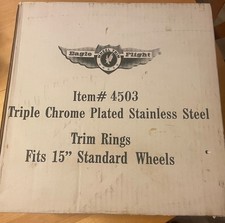 Eagle Flight
Item# 4503
Triple Chrome Plated Stainless Steel
Trim Rings
Fits 15" Standard Wheels